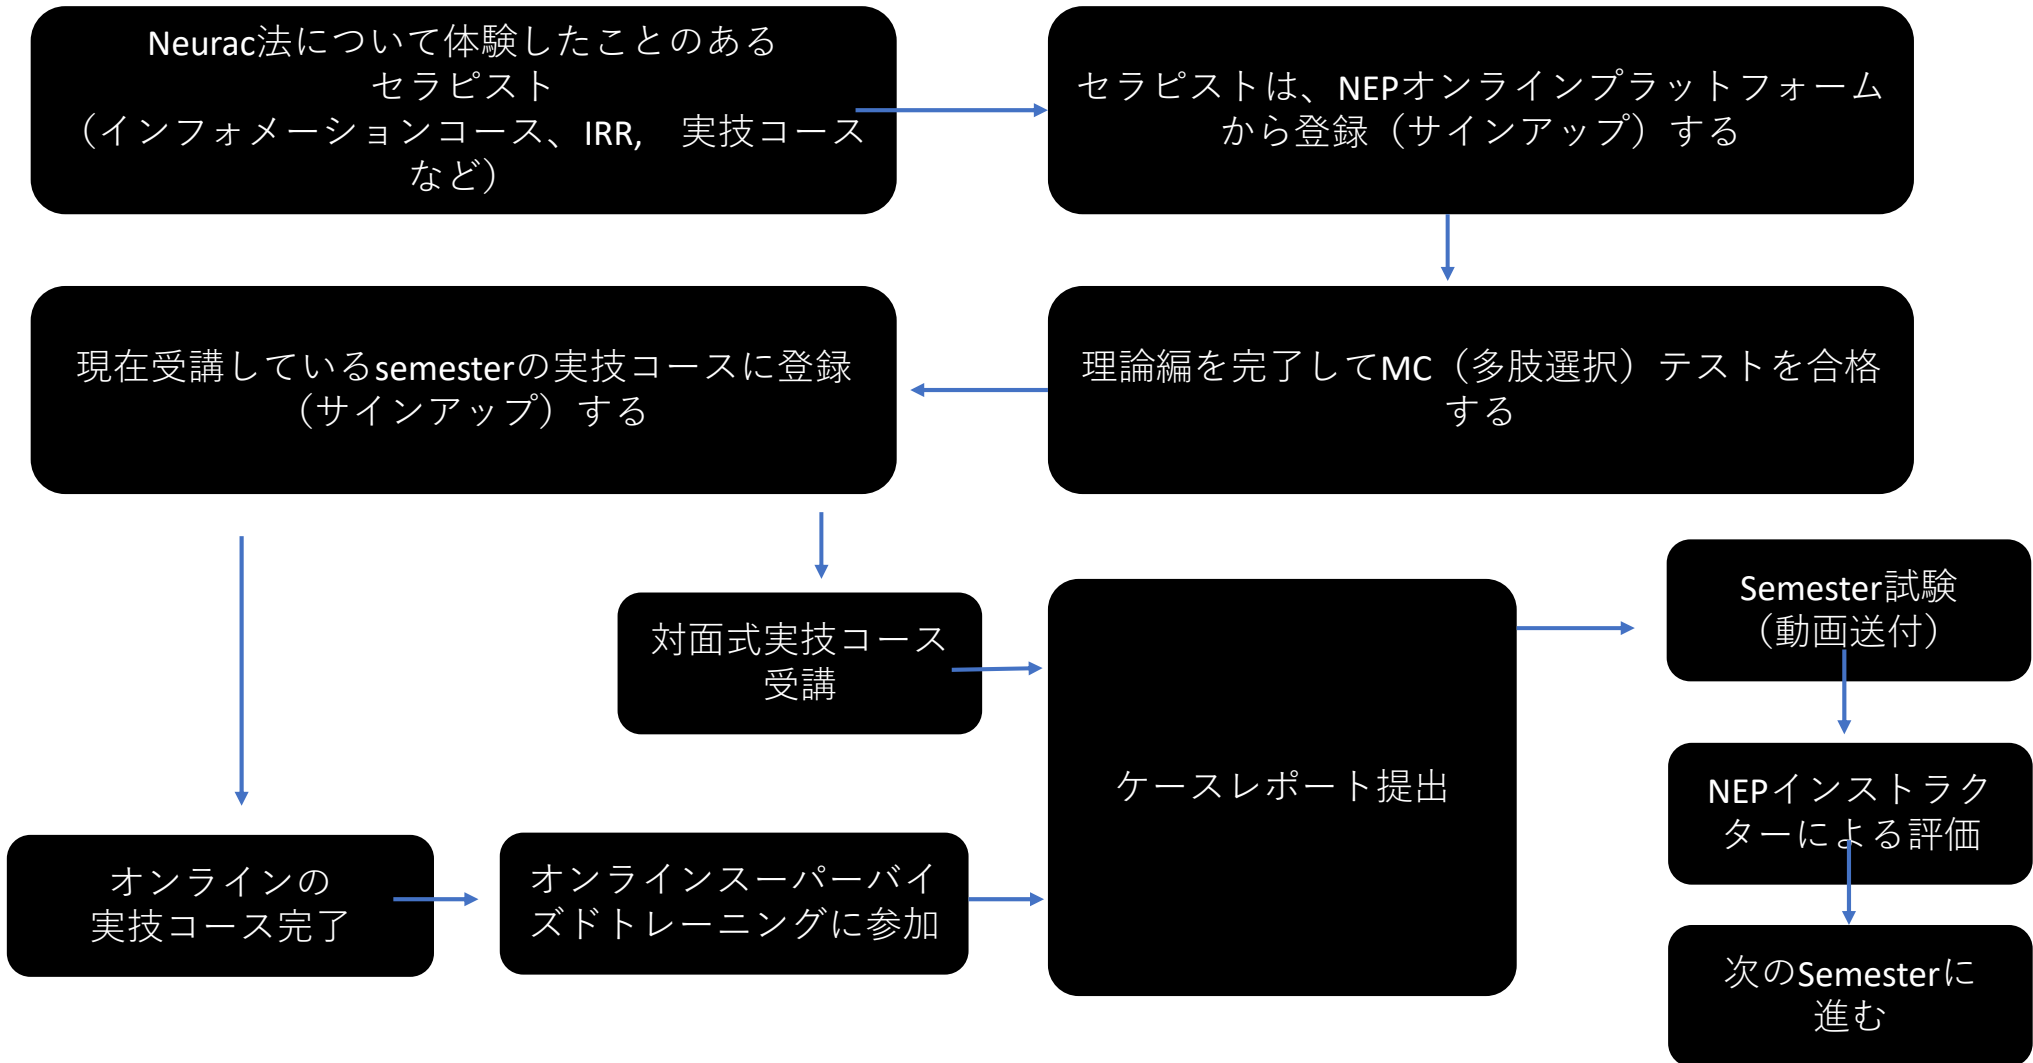 Neurac法について体験したことのある
セラピスト
（インフォメーションコース、IRR,　実技コース
など）
セラピストは、NEPオンラインプラットフォーム
から登録（サインアップ）する
理論編を完了してMC（多肢選択）テストを合格
する
現在受講しているsemesterの実技コースに登録
（サインアップ）する
対面式実技コース
受講
オンラインの
実技コース完了
オンラインスーパーバイ
ズドトレーニングに参加
ケースレポート提出
Semester試験
（動画送付）
NEPインストラク
ターによる評価
次のSemesterに
進む